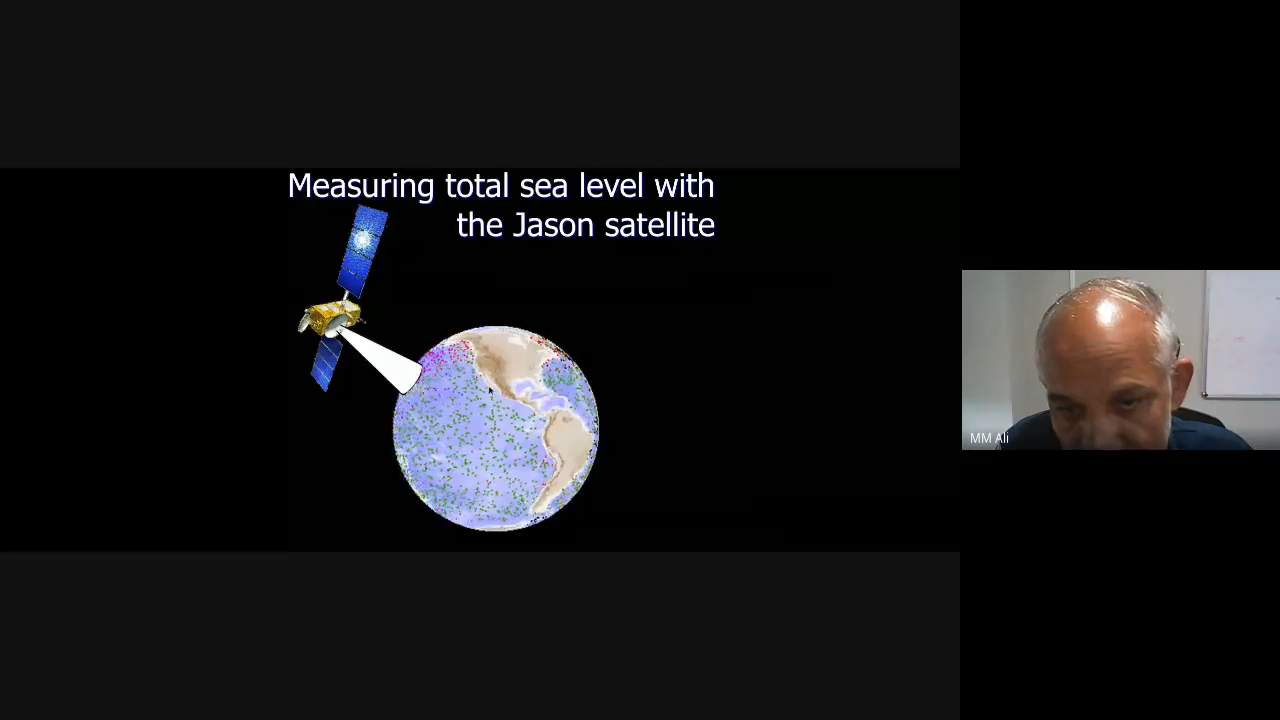 Measuring total sea level with
the Jason satellite
MM Ali